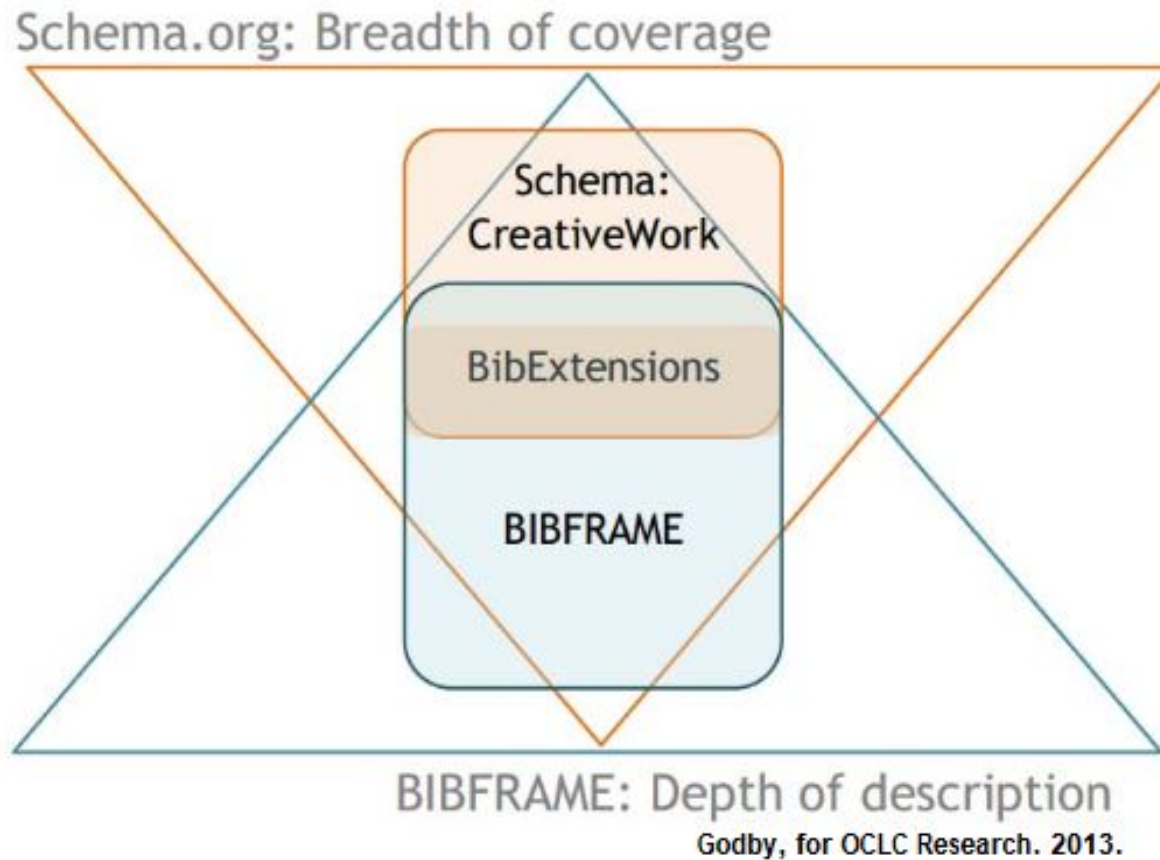 Schema.org: Breadth of coverage
Schema:
CreativeWork
BibExtensions
BIBFRAME
BIBFRAME: Depth of description
Godby, for OCLC Research. 2013.